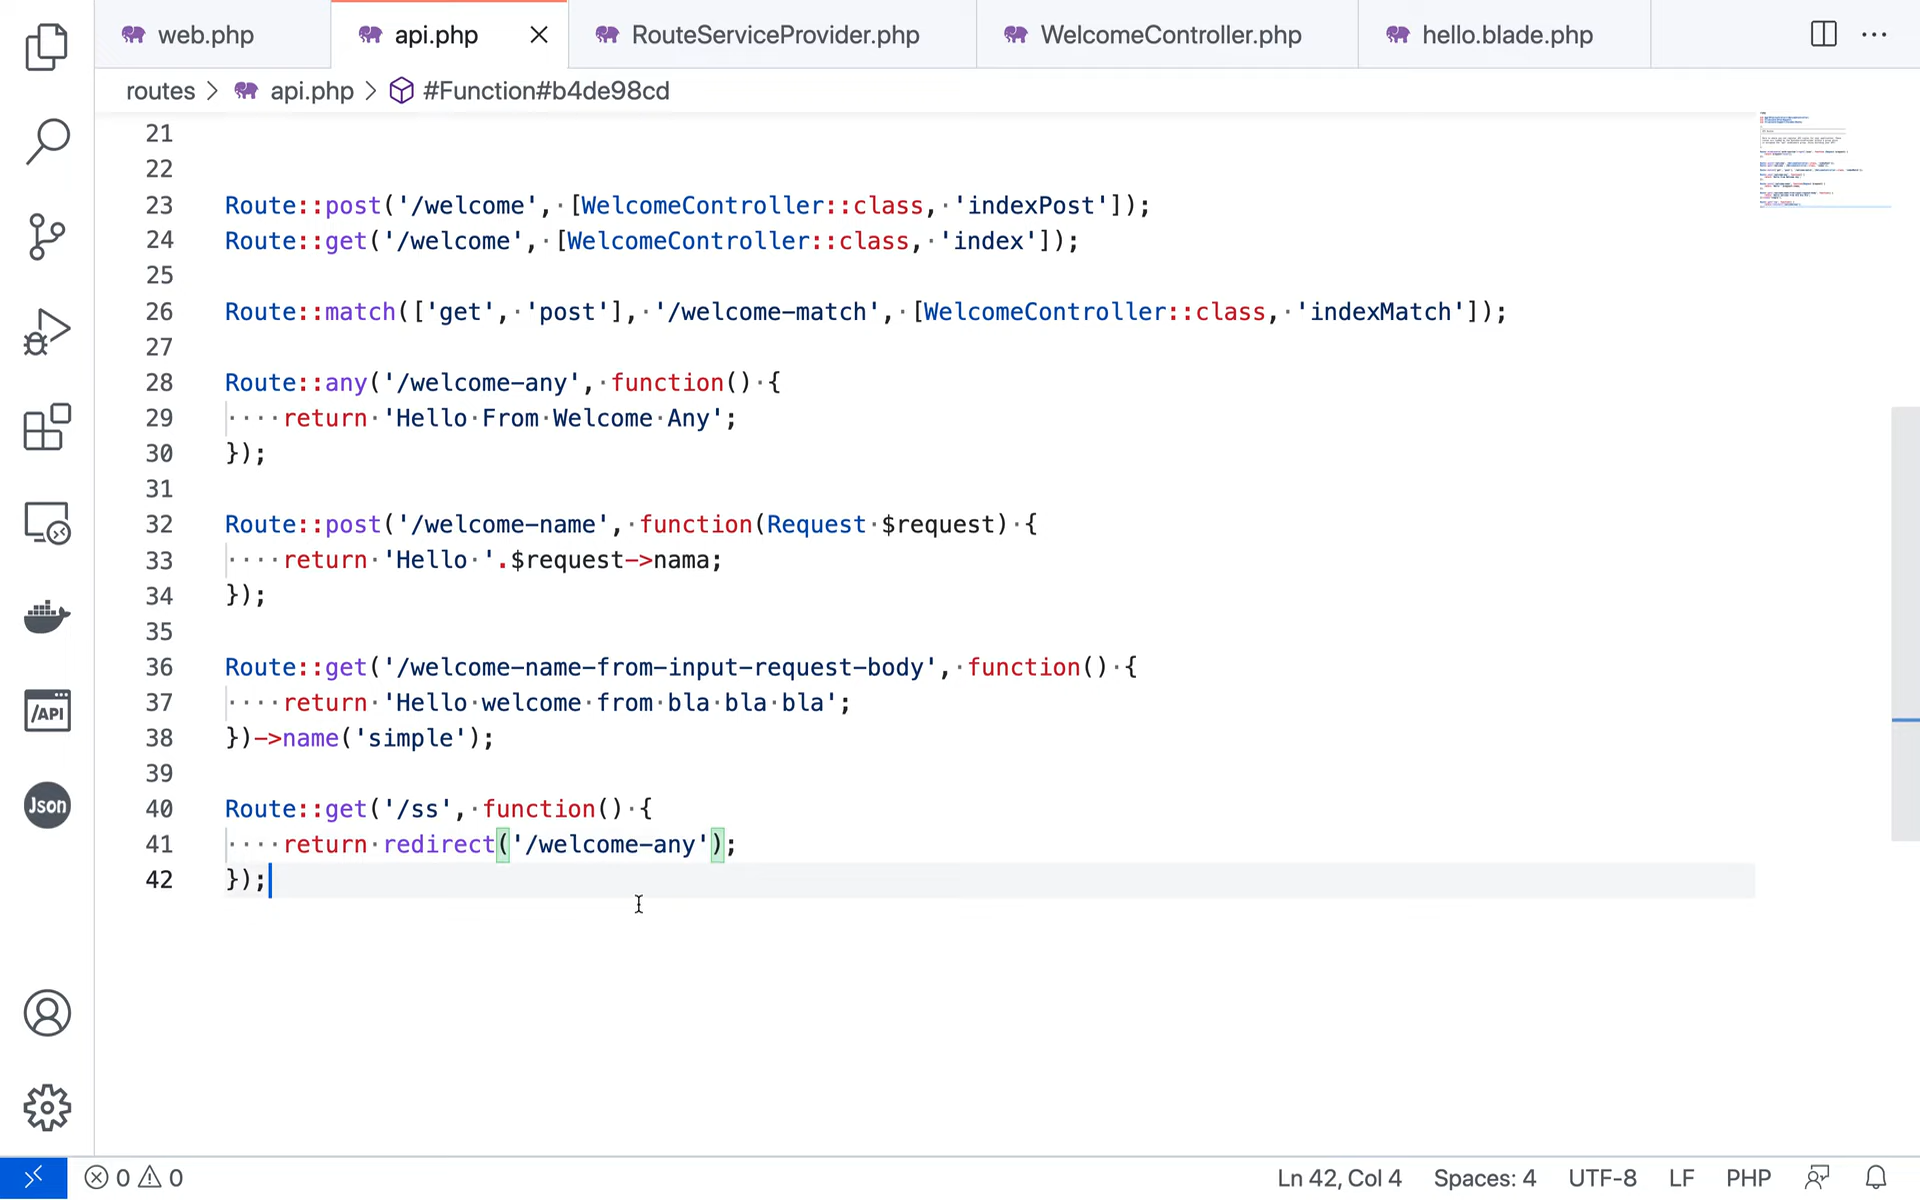 web.php
api.php
RouteServiceProvider.php
WelcomeController.php
hello.blade.php
routes > api.php > #Function#b4de98cd
21
22
23 Route::post('/welcome', [WelcomeController::class, 'indexPost']);
24 Route::get('/welcome', [WelcomeController::class, 'index']);
25
26 Route::match(['get', 'post'], '/welcome-match', [WelcomeController::class, 'indexMatch']);
27
28 Route::any('/welcome-any', function() {
29 return 'Hello From Welcome Any';
30 });
31
32 Route::post('/welcome-name', function(Request $request) {
33 return 'Hello '.$request->nama;
34 });
35
36 Route::get('/welcome-name-from-input-request-body', function() {
37 return 'Hello welcome from bla bla bla';
38 })->name('simple');
39
40 Route::get('/ss', function() {
41 return redirect('/welcome-any');
42 });
/API
Json
0 0
Ln 42, Col 4
Spaces: 4
UTF-8
LF
PHP